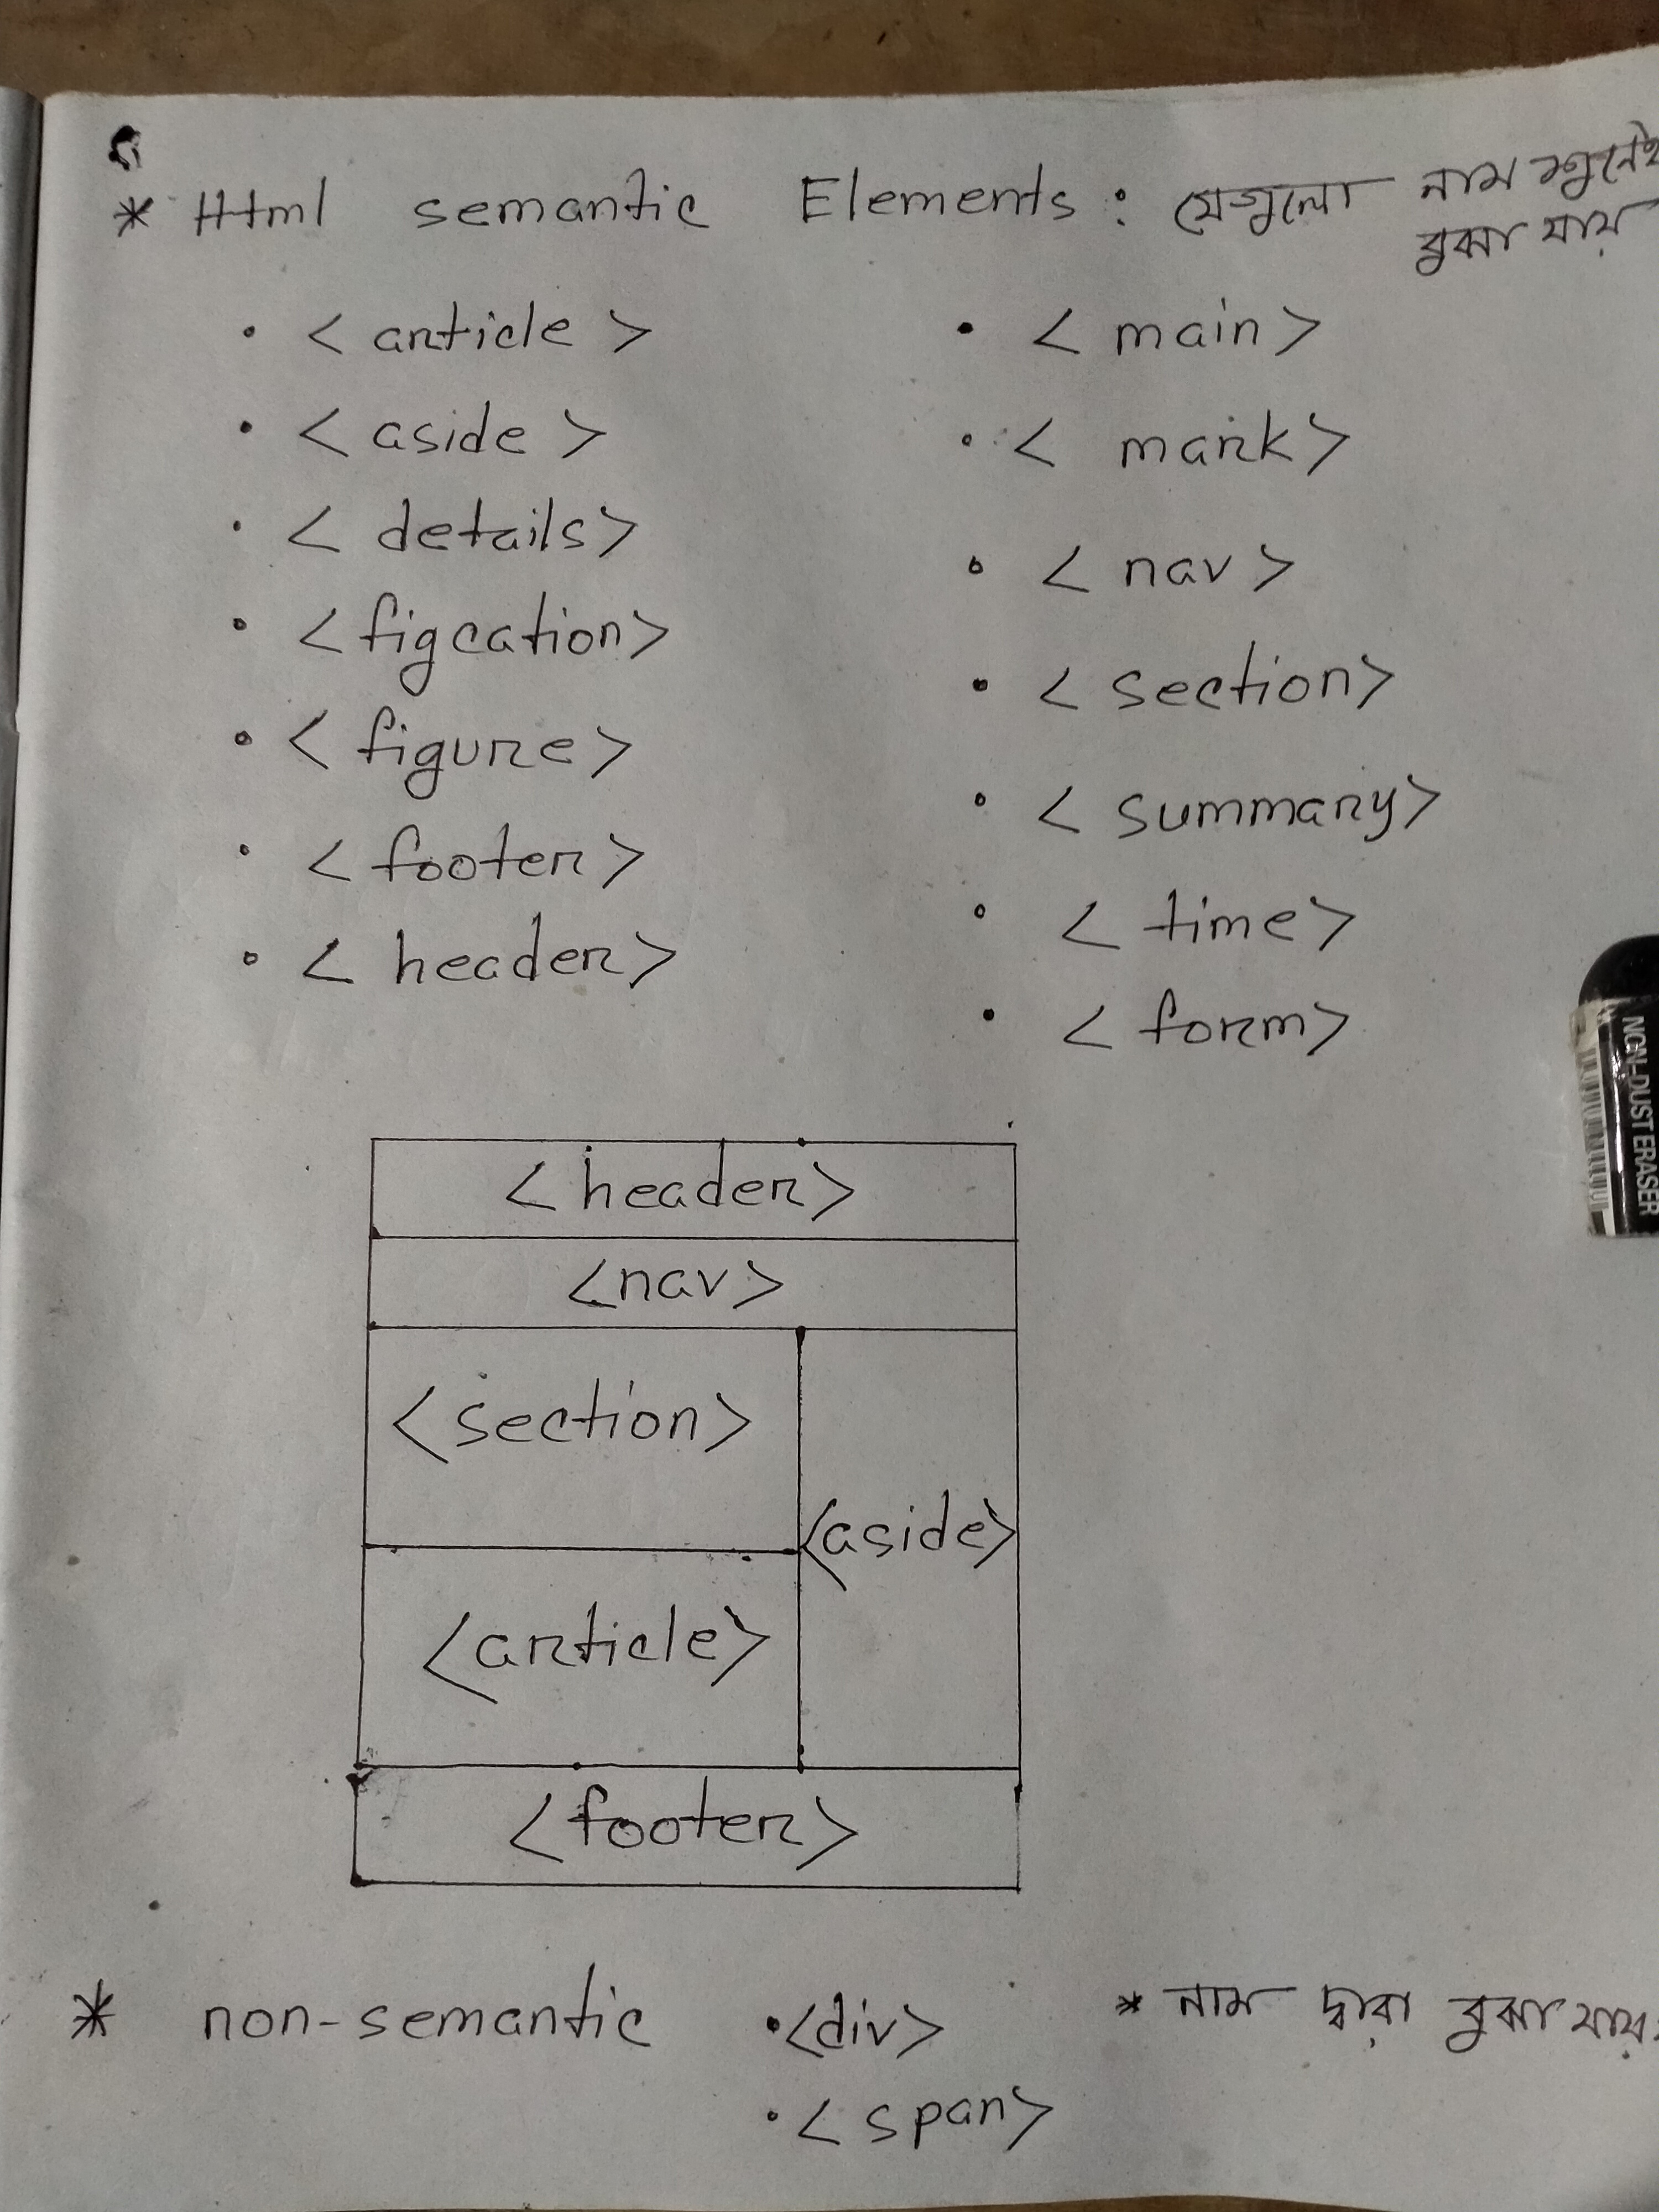 * Html semantic Elements : যেগুলো নাম শুনেই
বুঝা যায়
• < article >
• < aside >
• < details>
• <figcation>
• < figure>
• < footer>
• < header>
• < main>
• < mark>
• < nav>
• < section>
• < summary>
• < time>
• < form>
<header>
<nav>
<section>
<aside>
<article>
<footer>
* non-semantic •<div> * নাম দ্বারা বুঝা যায়
•< span>
NON-DUST ERASER